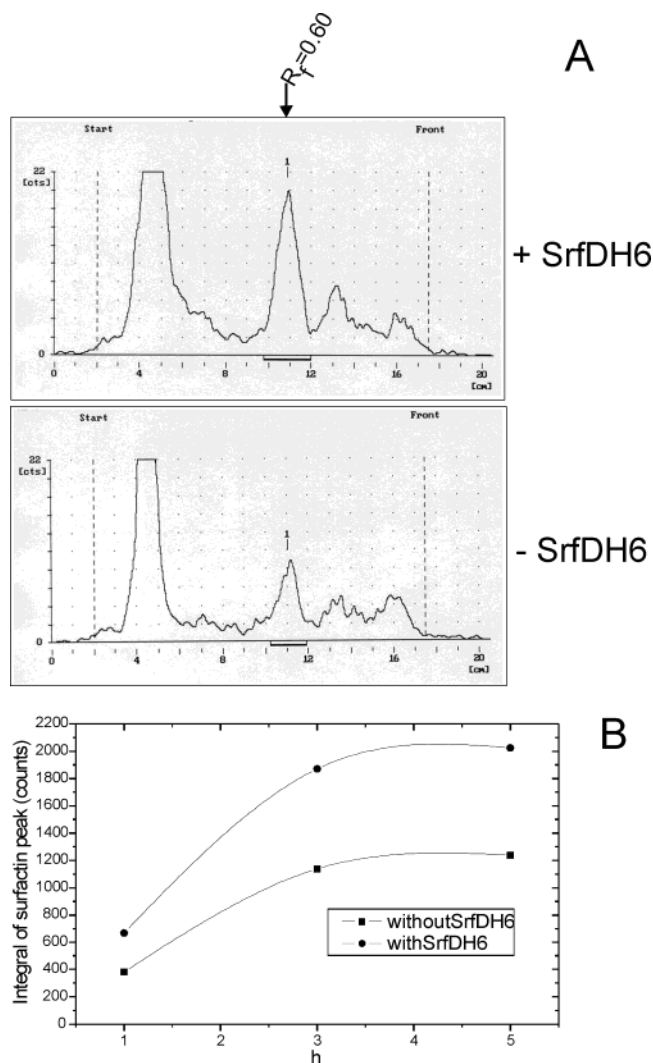 R_f=0.60
A
Start Front
22
[cts]
1
0
0 4 8 12 16 20
[cm]
+ SrfDH6
Start Front
22
[cts]
1
0
0 4 8 12 16 20
[cm]
- SrfDH6
B
Integral of surfactin peak (counts)
2200
2000
1800
1600
1400
1200
1000
800
600
400
200
0
withoutSrfDH6
withSrfDH6
1 2 3 4 5
h